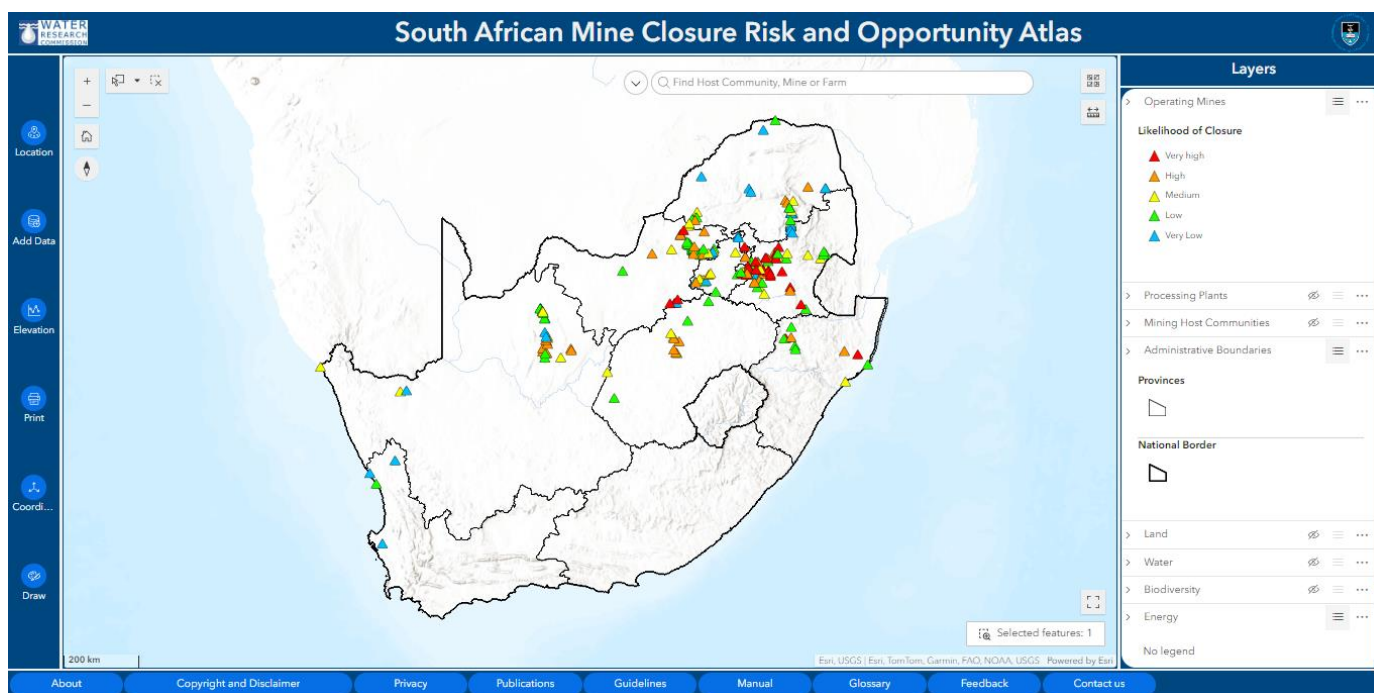 WATER
RESEARCH
COMMISSION
South African Mine Closure Risk and Opportunity Atlas
Location
Add Data
Elevation
Print
Coordi...
Draw
+
−
Find Host Community, Mine or Farm
Selected features: 1
200 km
Esri, USGS | Esri, TomTom, Garmin, FAO, NOAA, USGS Powered by Esri
Layers
Operating Mines
Likelihood of Closure
Very high
High
Medium
Low
Very Low
Processing Plants
Mining Host Communities
Administrative Boundaries
Provinces
National Border
Land
Water
Biodiversity
Energy
No legend
About
Copyright and Disclaimer
Privacy
Publications
Guidelines
Manual
Glossary
Feedback
Contact us